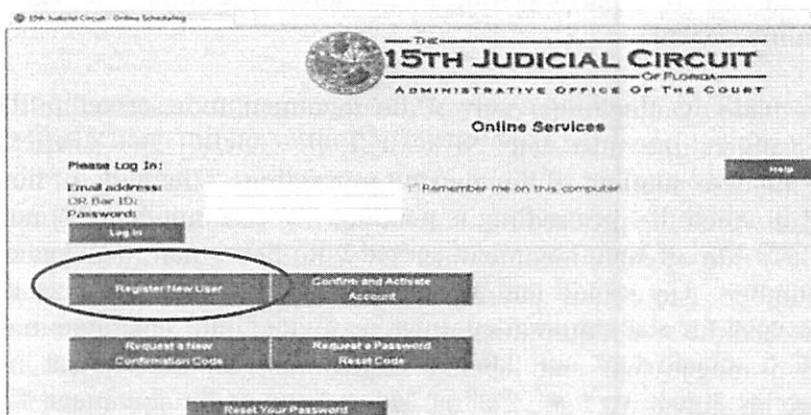 15th Judicial Circuit - Online Scheduling
THE
15TH JUDICIAL CIRCUIT
OF FLORIDA
ADMINISTRATIVE OFFICE OF THE COURT
Online Services
Please Log In:
Help
Email address:
Remember me on this computer
OR Bar ID:
Password:
Log In
Register New User
Confirm and Activate
Account
Request a New
Confirmation Code
Request a Password
Reset Code
Reset Your Password